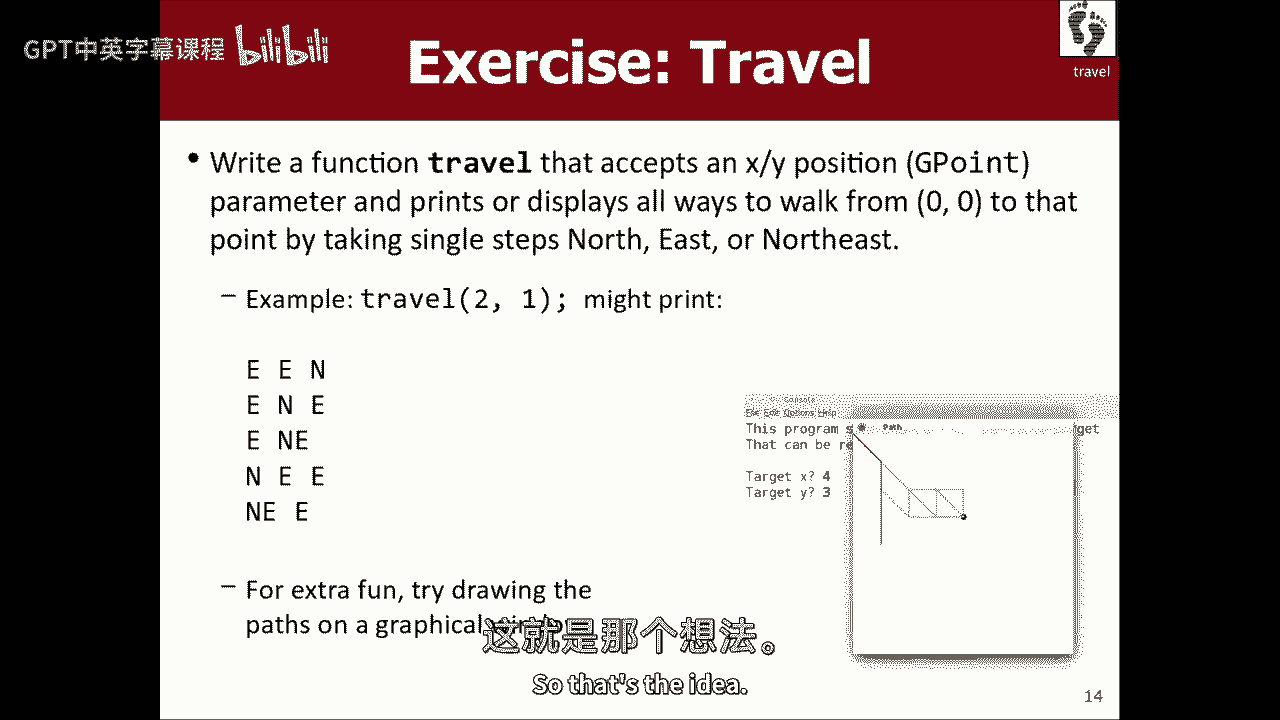 GPT中英字幕课程 bilibili
Exercise: Travel
travel
• Write a function travel that accepts an x/y position (GPoint)
parameter and prints or displays all ways to walk from (0, 0) to that
point by taking single steps North, East, or Northeast.
– Example: travel(2, 1); might print:
E E N
E N E
E NE
N E E
NE E
Console
File Edit Options Help
This program
get
That can be re
Target x? 4
Target y? 3
Path
– For extra fun, try drawing the
paths on a graphical
这就是那个想法。
So that's the idea.
14